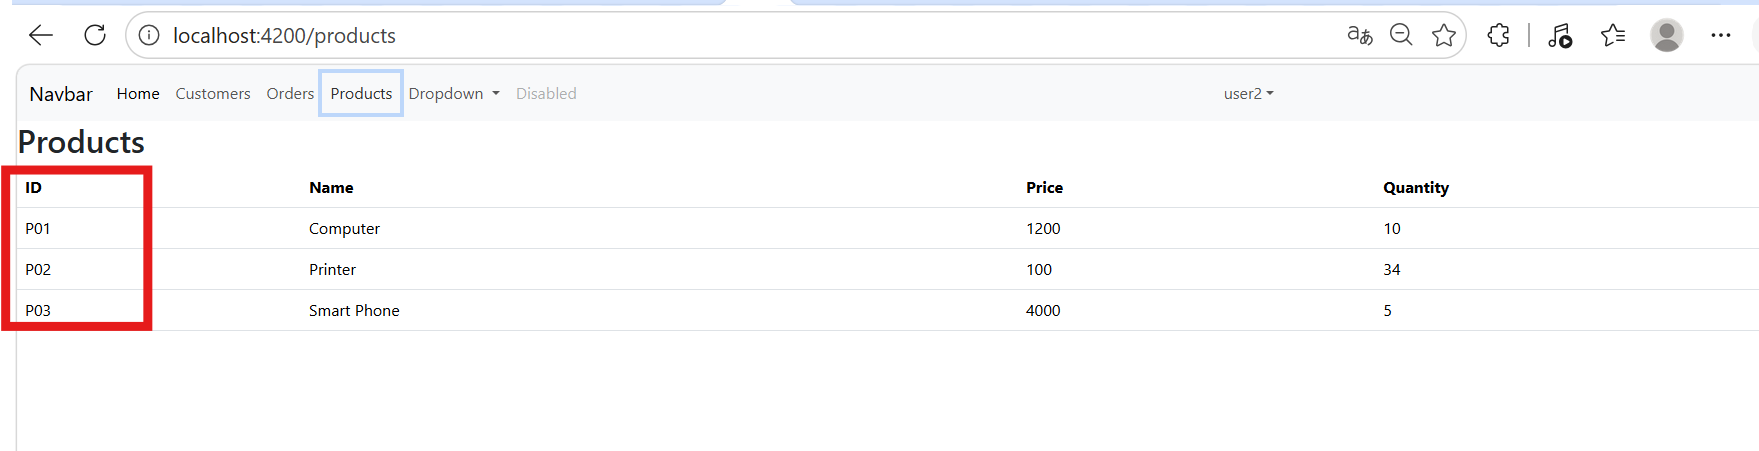 localhost:4200/products
Navbar Home Customers Orders Products Dropdown Disabled user2
Products
ID Name Price Quantity
P01 Computer 1200 10
P02 Printer 100 34
P03 Smart Phone 4000 5